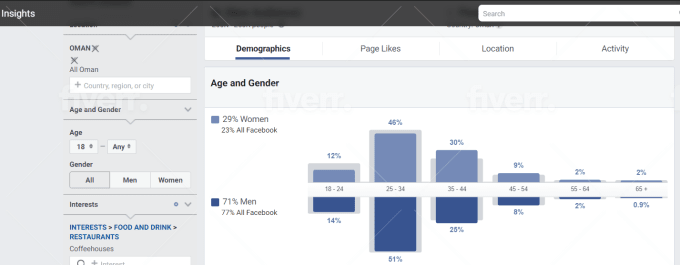 Insights
Search
Location
OMAN
All Oman
+ Country, region, or city
Age and Gender
Age
18 – Any
Gender
All Men Women
Interests
INTERESTS > FOOD AND DRINK >
RESTAURANTS
Coffeehouses
+ Interest
Demographics Page Likes Location Activity
Age and Gender
29% Women
23% All Facebook
12% 46% 30% 9% 2% 2%
18 - 24 25 - 34 35 - 44 45 - 54 55 - 64 65 +
71% Men
77% All Facebook
14% 51% 25% 8% 2% 0.9%
fiverr.
fiverr.
fiverr.